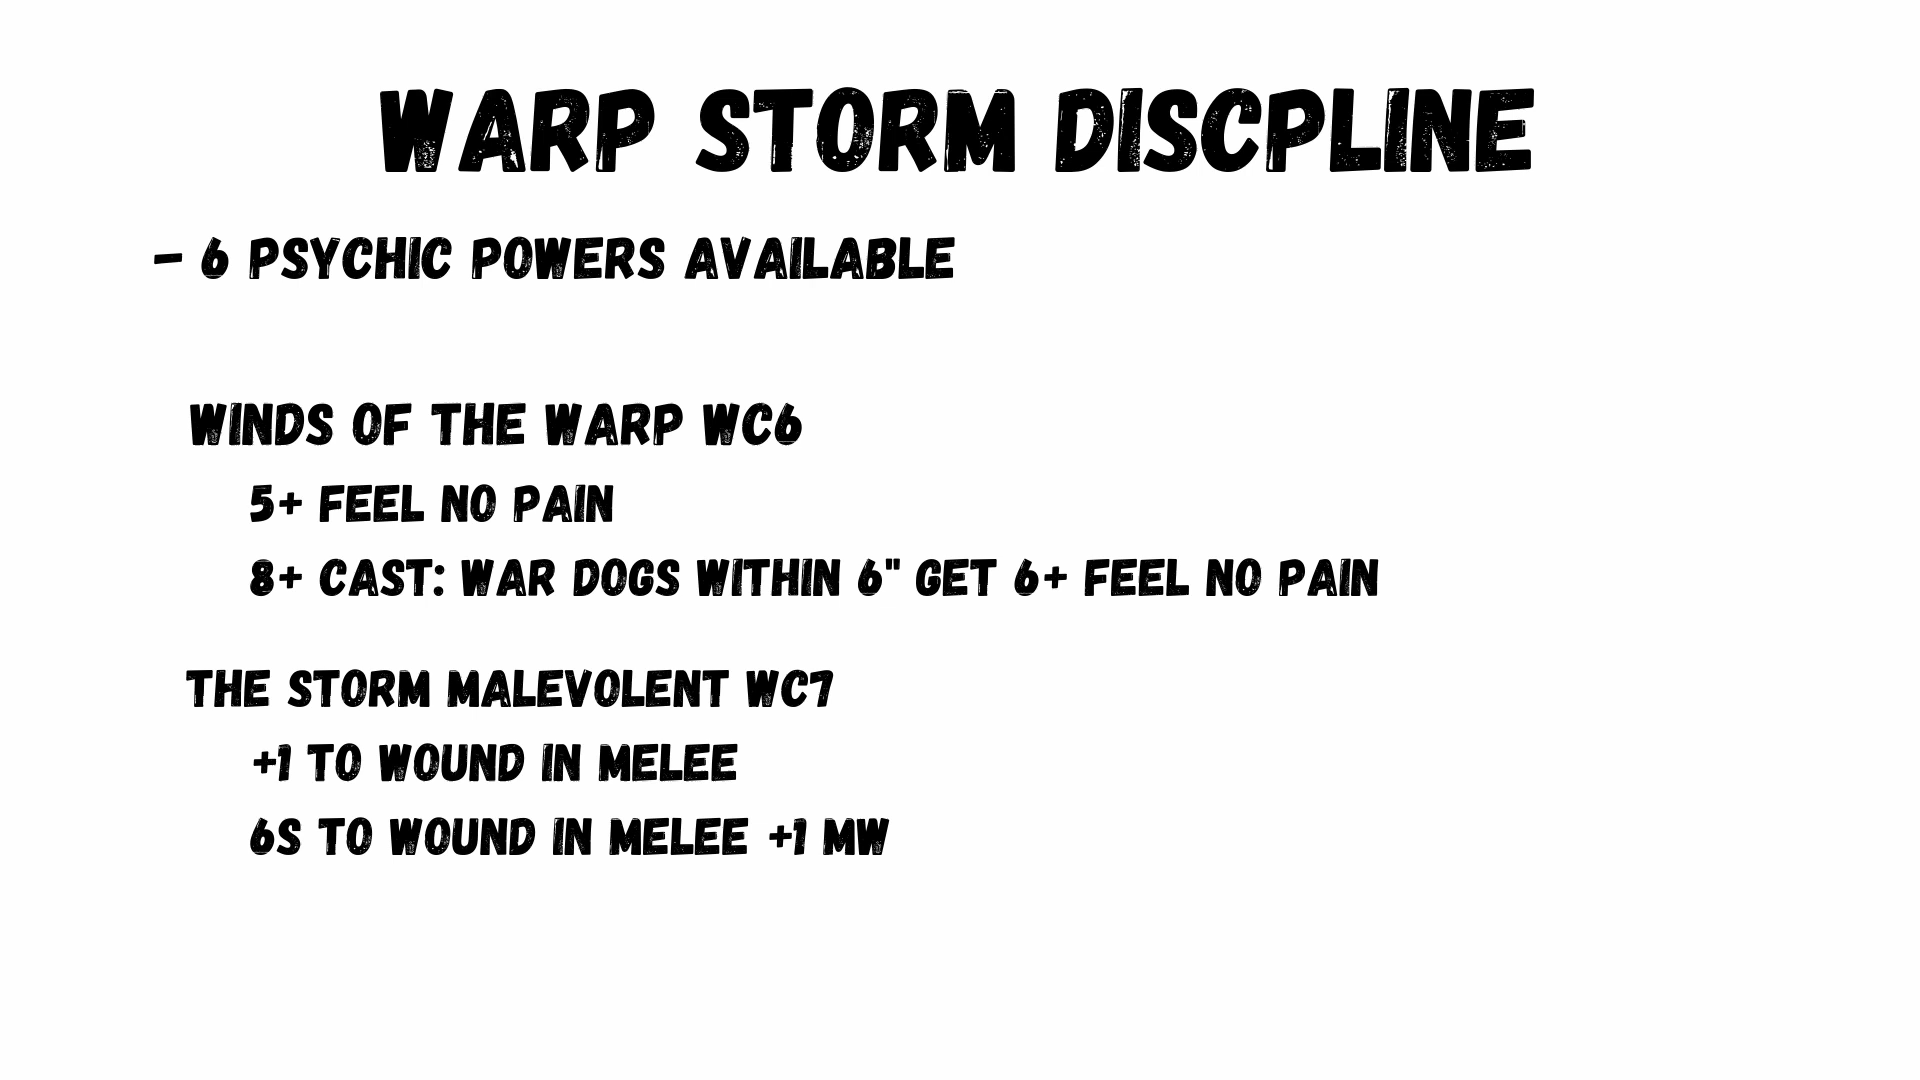 WARP STORM DISCPLINE
- 6 PSYCHIC POWERS AVAILABLE
WINDS OF THE WARP WC6
5+ FEEL NO PAIN
8+ CAST: WAR DOGS WITHIN 6" GET 6+ FEEL NO PAIN
THE STORM MALEVOLENT WC7
+1 TO WOUND IN MELEE
6S TO WOUND IN MELEE +1 MW